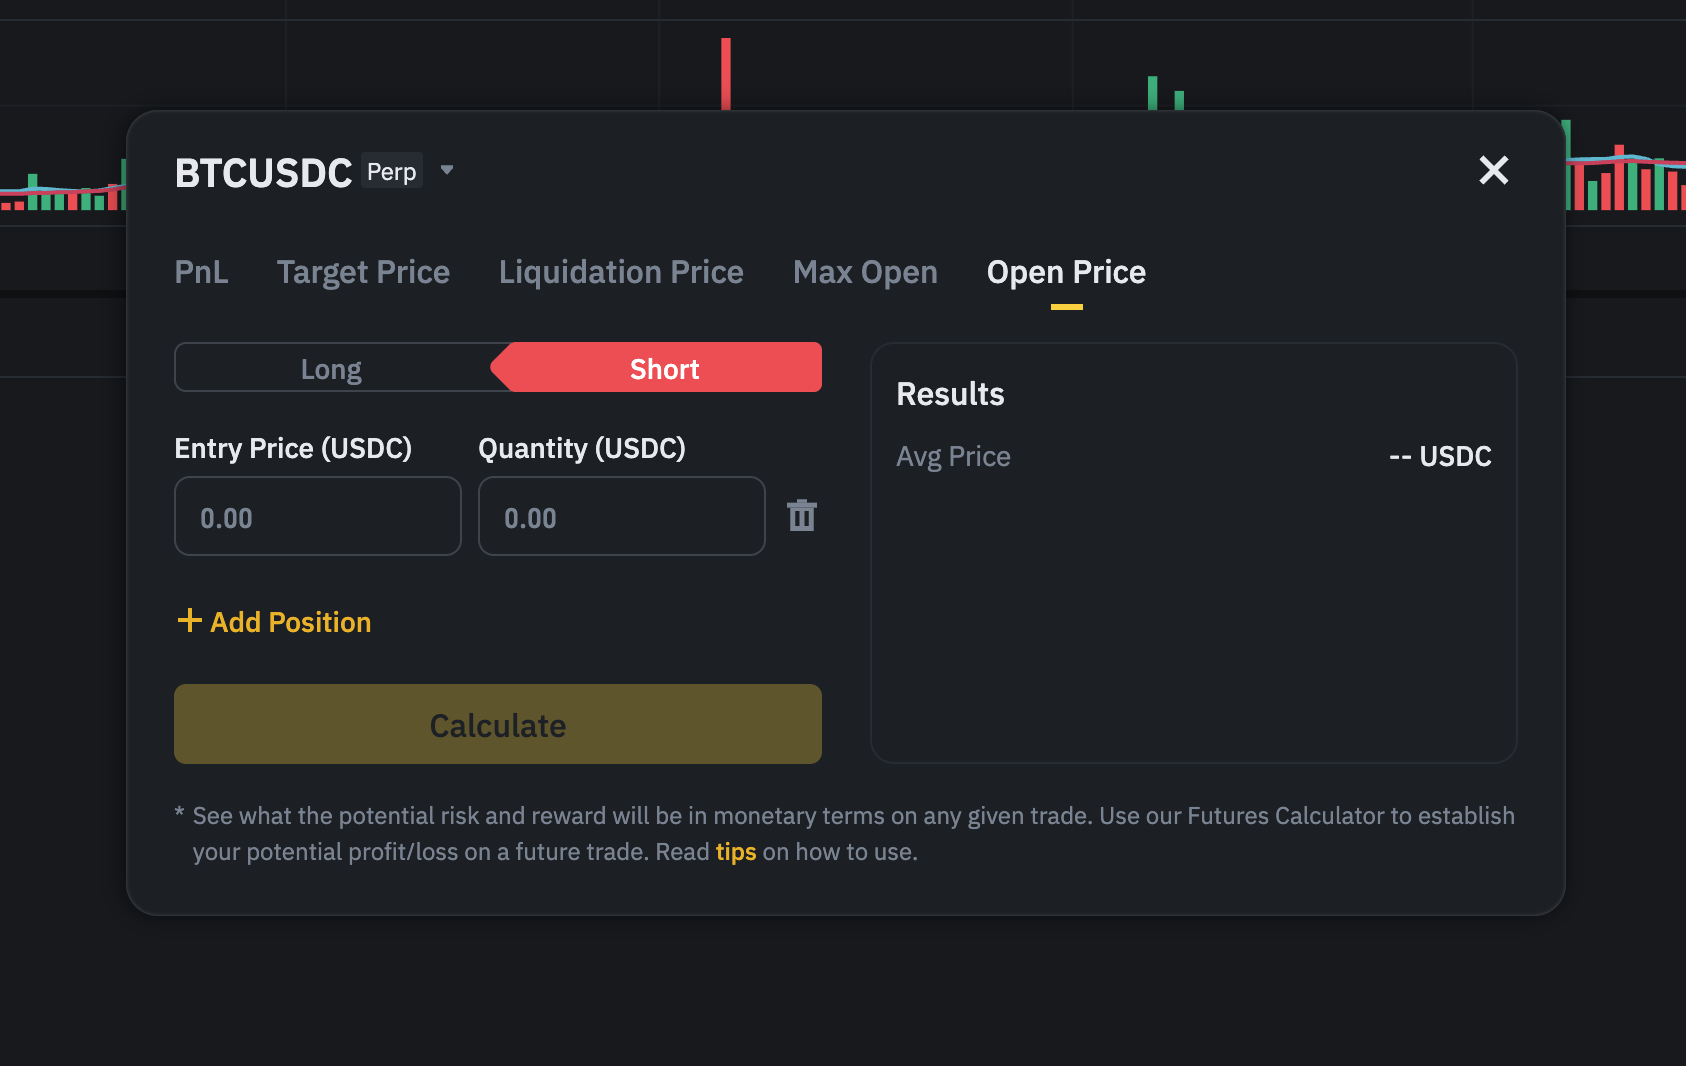 BTCUSDC Perp
PnL Target Price Liquidation Price Max Open Open Price
Long Short
Entry Price (USDC) Quantity (USDC)
0.00 0.00
+ Add Position
Calculate
Results
Avg Price -- USDC
* See what the potential risk and reward will be in monetary terms on any given trade. Use our Futures Calculator to establish
your potential profit/loss on a future trade. Read tips on how to use.